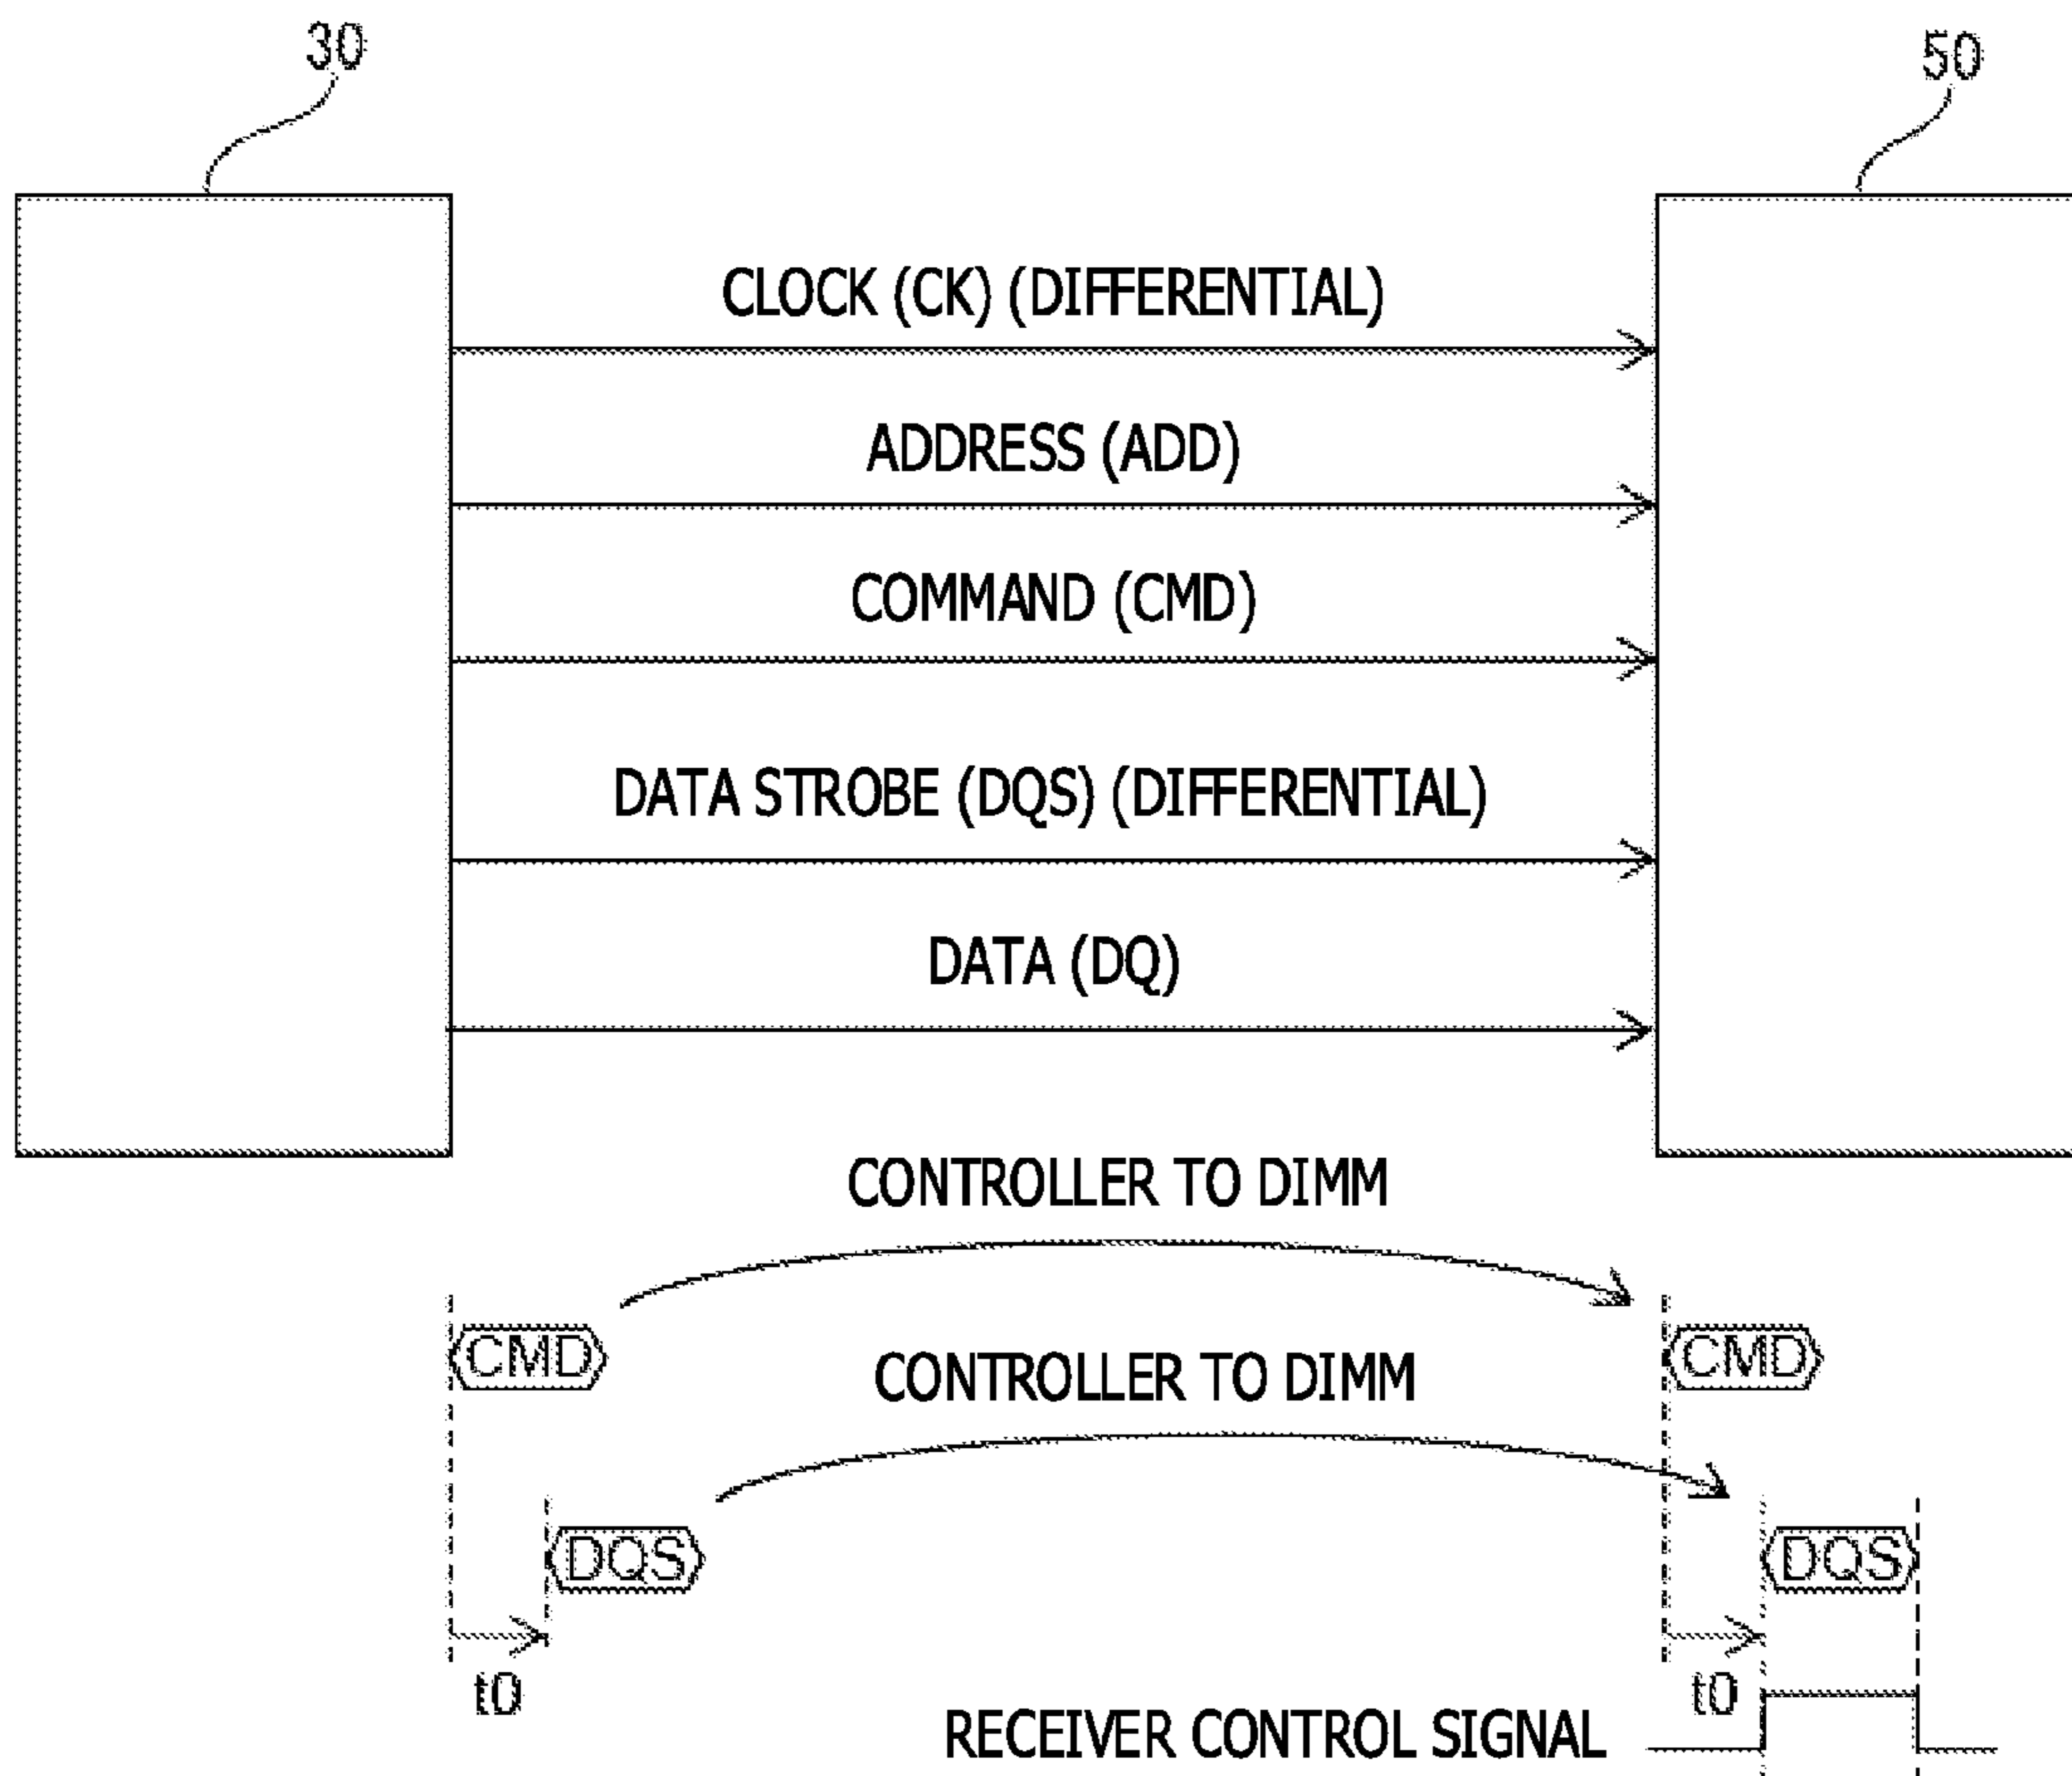 30
50
CLOCK (CK) (DIFFERENTIAL)
ADDRESS (ADD)
COMMAND (CMD)
DATA STROBE (DQS) (DIFFERENTIAL)
DATA (DQ)
CONTROLLER TO DIMM
CMD
CMD
CONTROLLER TO DIMM
DQS
DQS
t0
t0
RECEIVER CONTROL SIGNAL